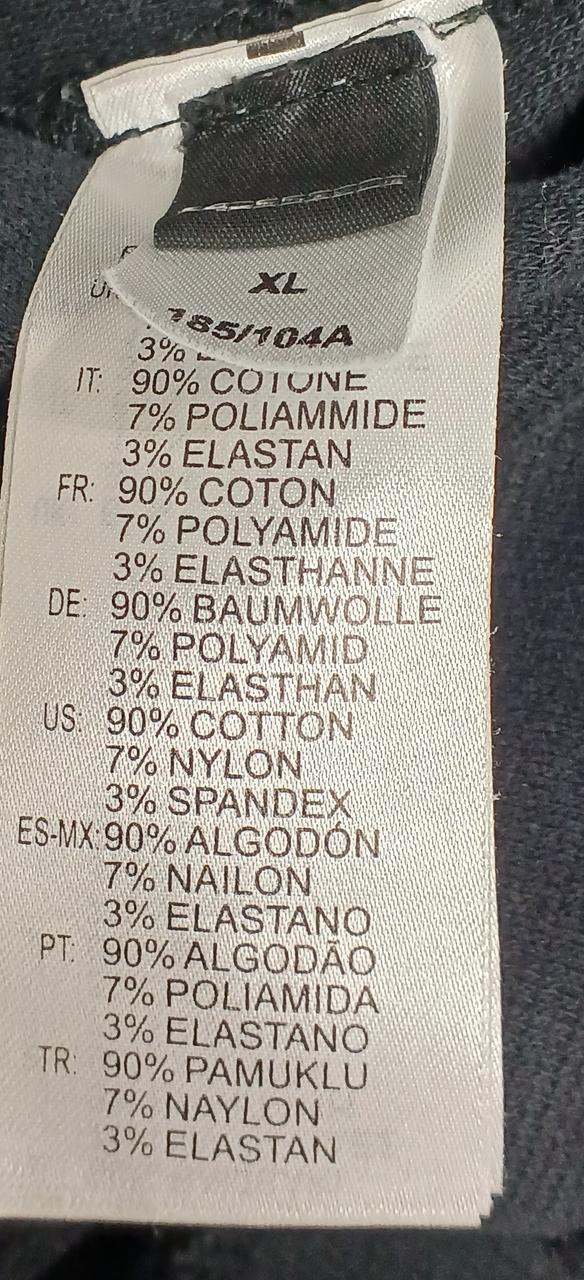 XL
185/104A
3%
IT: 90% COTONE
7% POLIAMMIDE
3% ELASTAN
FR: 90% COTON
7% POLYAMIDE
3% ELASTHANNE
DE: 90% BAUMWOLLE
7% POLYAMID
3% ELASTHAN
US: 90% COTTON
7% NYLON
3% SPANDEX
ES-MX: 90% ALGODÓN
7% NAILON
3% ELASTANO
PT: 90% ALGODÃO
7% POLIAMIDA
3% ELASTANO
TR: 90% PAMUKLU
7% NAYLON
3% ELASTAN